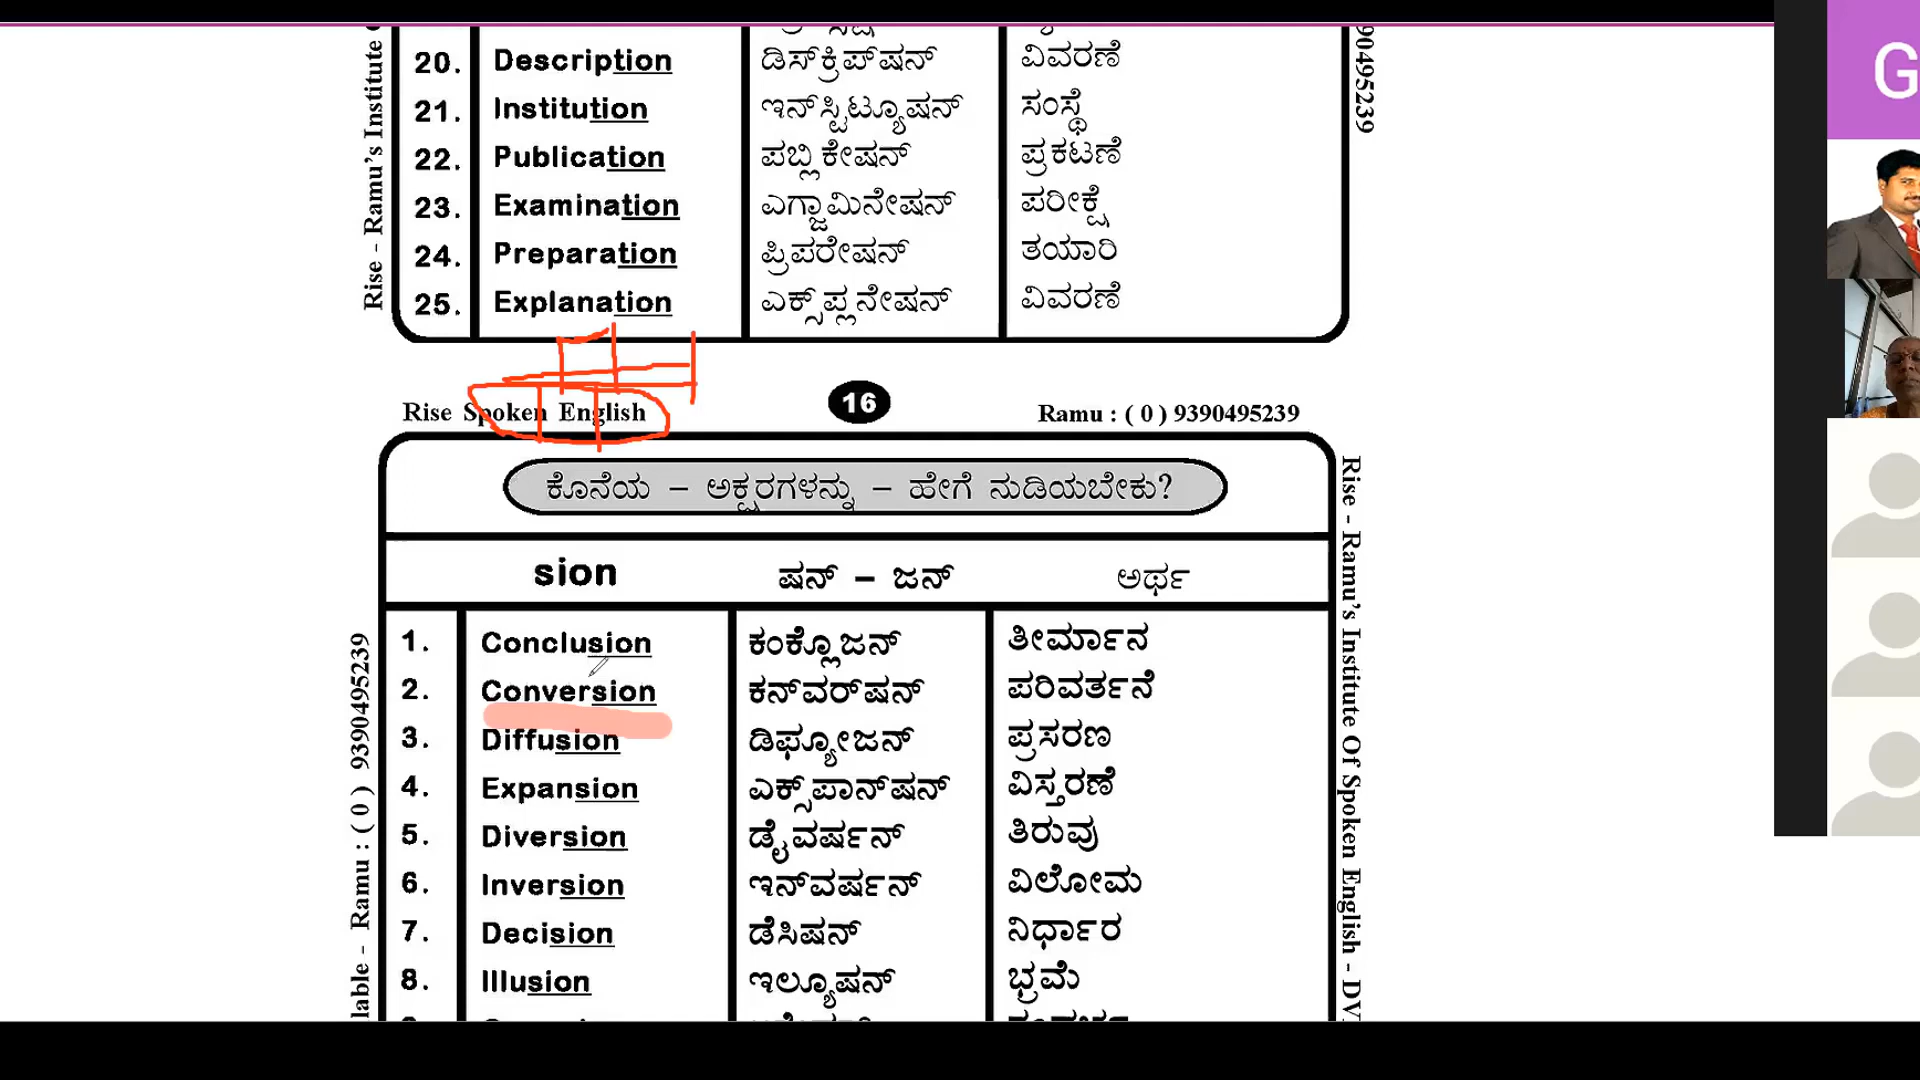 20. Description ಡಿಸ್‌ಕ್ರಿಪ್‌ಷನ್ ವಿವರಣೆ
21. Institution ಇನ್‌ಸ್ಟಿಟ್ಯೂಷನ್ ಸಂಸ್ಥೆ
22. Publication ಪಬ್ಲಿಕೇಷನ್ ಪ್ರಕಟಣೆ
23. Examination ಎಗ್ಜಾಮಿನೇಷನ್ ಪರೀಕ್ಷೆ
24. Preparation ಪ್ರಿಪರೇಷನ್ ತಯಾರಿ
25. Explanation ಎಕ್ಸ್‌ಪ್ಲನೇಷನ್ ವಿವರಣೆ
Rise - Ramu's Institute
90495239
G
Rise Spoken English 16 Ramu : ( 0 ) 9390495239
ಕೊನೆಯ – ಅಕ್ಷರಗಳನ್ನು – ಹೇಗೆ ನುಡಿಯಬೇಕು?
sion ಷನ್ – ಜನ್ ಅರ್ಥ
1. Conclusion ಕಂಕ್ಲೊಜನ್ ತೀರ್ಮಾನ
2. Conversion ಕನ್‌ವರ್‌ಷನ್ ಪರಿವರ್ತನೆ
3. Diffusion ಡಿಫ್ಯೋಜನ್ ಪ್ರಸರಣ
4. Expansion ಎಕ್ಸ್‌ಪಾನ್‌ಷನ್ ವಿಸ್ತರಣೆ
5. Diversion ಡೈವರ್ಷನ್ ತಿರುವು
6. Inversion ಇನ್‌ವರ್ಷನ್ ವಿಲೋಮ
7. Decision ಡೆಸಿಷನ್ ನಿರ್ಧಾರ
8. Illusion ಇಲ್ಯೂಷನ್ ಭ್ರಮೆ
lable - Ramu : ( 0 ) 9390495239
Rise - Ramu's Institute Of Spoken English - DV